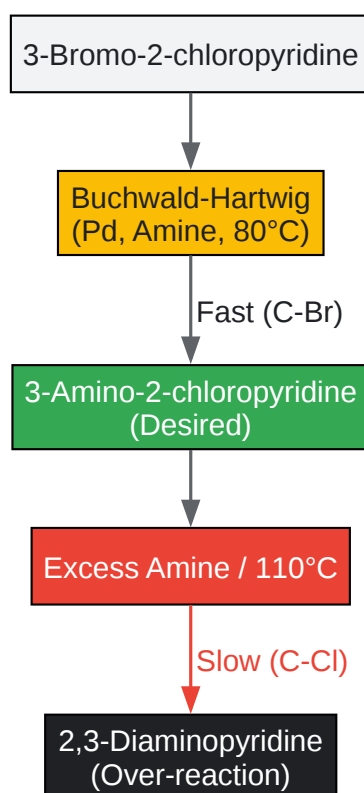 3-Bromo-2-chloropyridine
Buchwald-Hartwig
(Pd, Amine, 80°C)
Fast (C-Br)
3-Amino-2-chloropyridine
(Desired)
Excess Amine / 110°C
Slow (C-Cl)
2,3-Diaminopyridine
(Over-reaction)